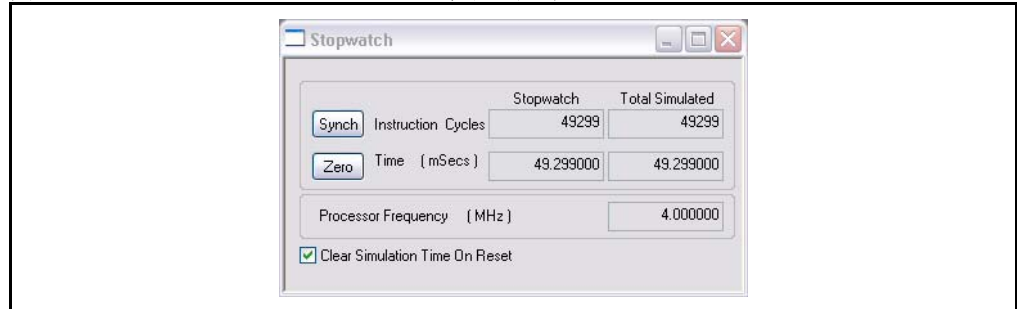 Stopwatch
Stopwatch Total Simulated
Synch Instruction Cycles 49299 49299
Zero Time (mSecs) 49.299000 49.299000
Processor Frequency (MHz) 4.000000
Clear Simulation Time On Reset